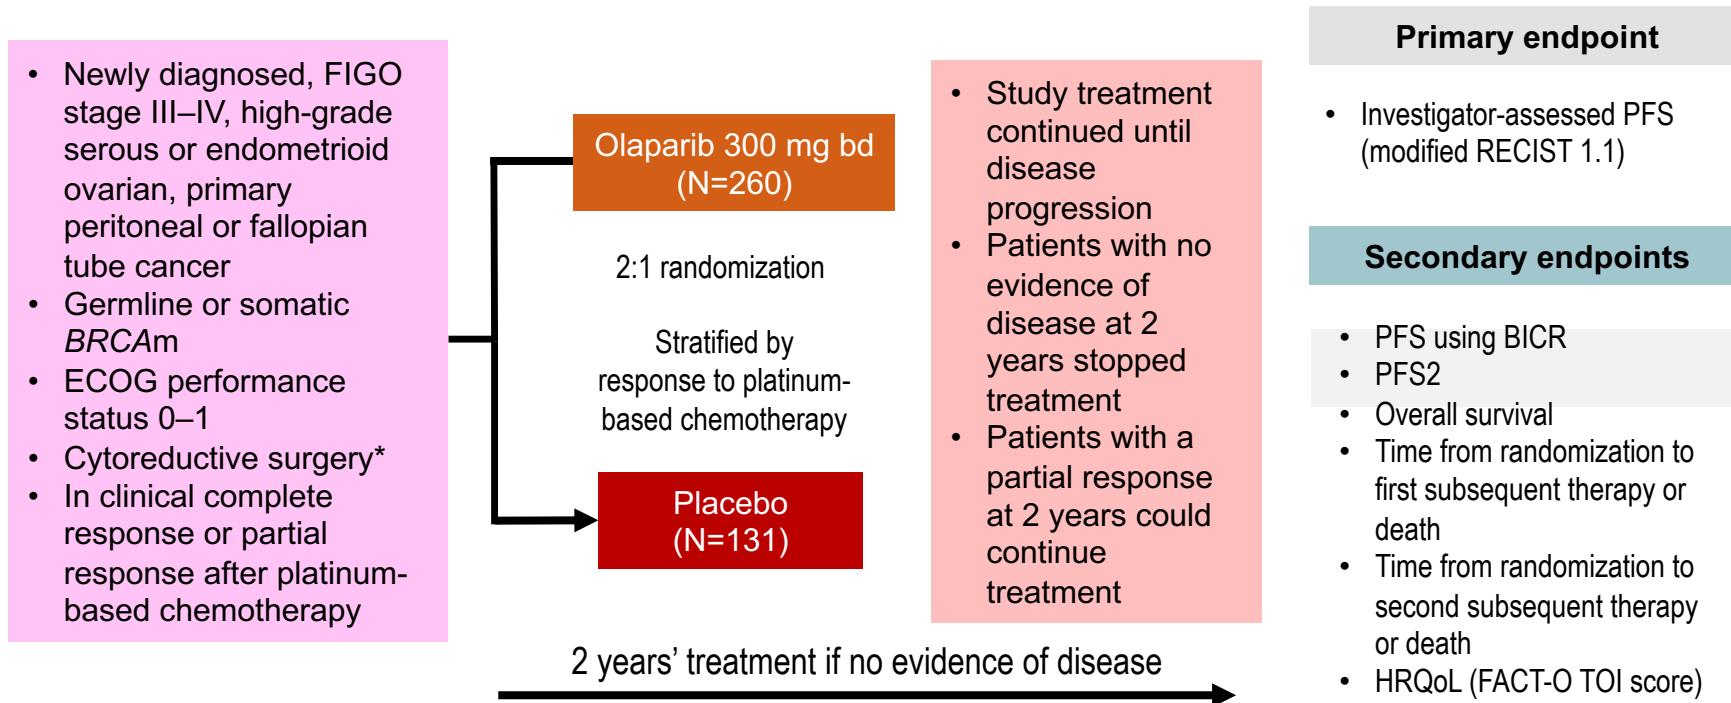 • Newly diagnosed, FIGO
stage III–IV, high-grade
serous or endometrioid
ovarian, primary
peritoneal or fallopian
tube cancer
• Germline or somatic
BRCAm
• ECOG performance
status 0–1
• Cytoreductive surgery*
• In clinical complete
response or partial
response after platinum-
based chemotherapy
Olaparib 300 mg bd
(N=260)
2:1 randomization
Stratified by
response to platinum-
based chemotherapy
Placebo
(N=131)
• Study treatment
continued until
disease
progression
• Patients with no
evidence of
disease at 2
years stopped
treatment
• Patients with a
partial response
at 2 years could
continue
treatment
2 years’ treatment if no evidence of disease
Primary endpoint
• Investigator-assessed PFS
(modified RECIST 1.1)
Secondary endpoints
• PFS using BICR
• PFS2
• Overall survival
• Time from randomization to
first subsequent therapy or
death
• Time from randomization to
second subsequent therapy
or death
• HRQoL (FACT-O TOI score)